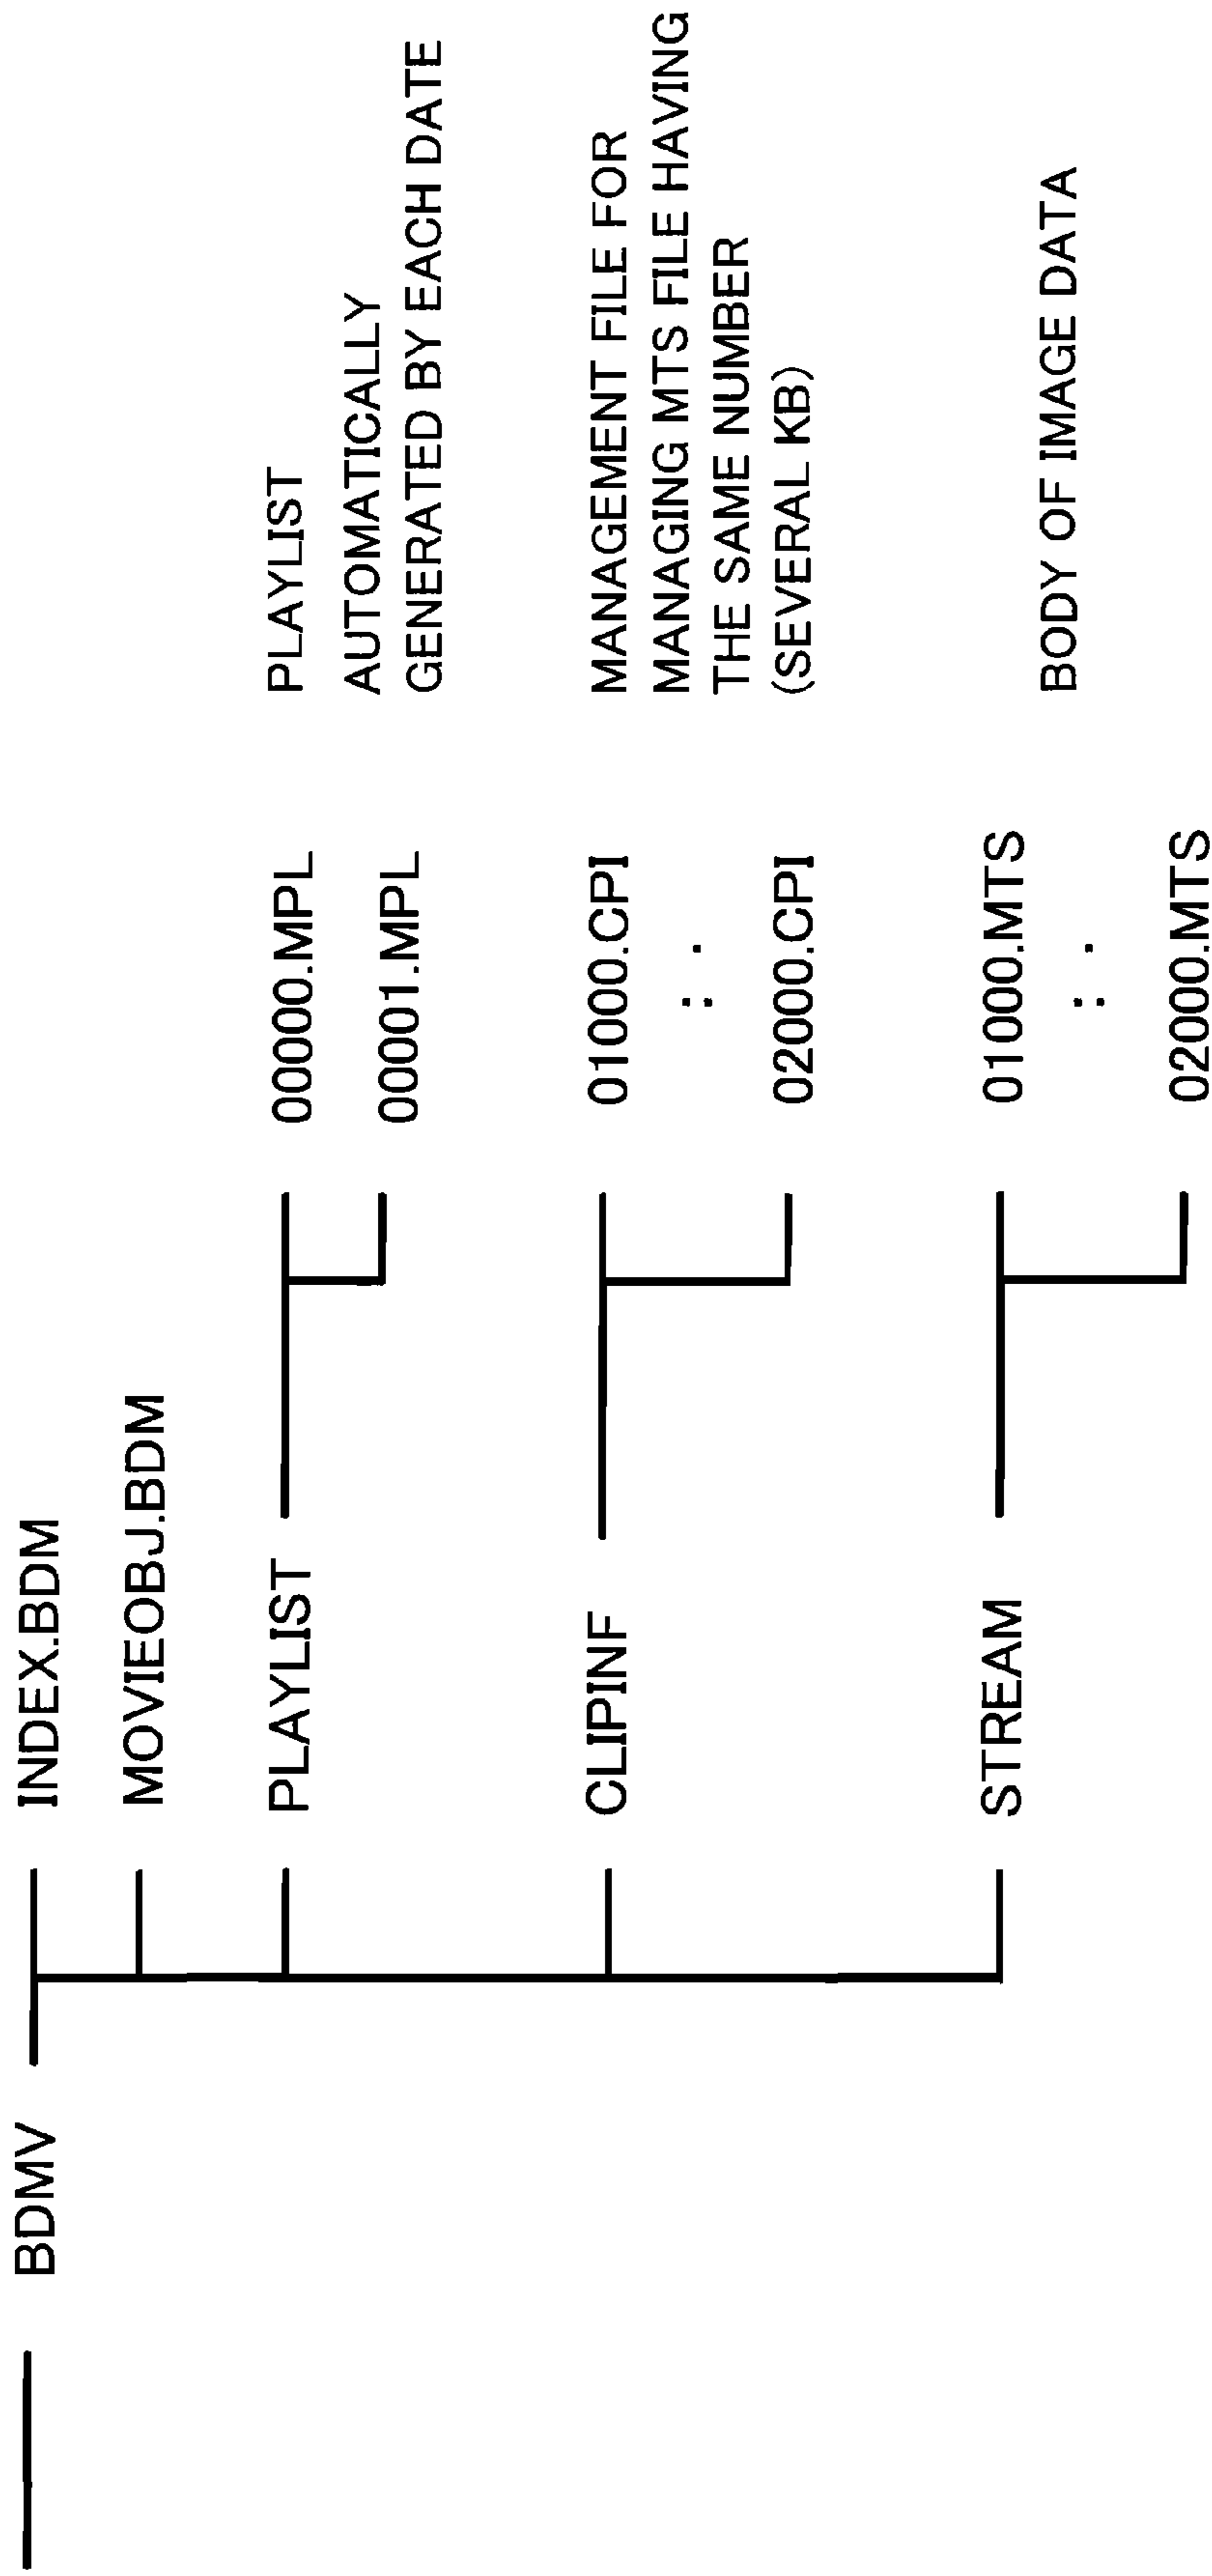 BDMV
INDEX.BDM
MOVIEOBJ.BDM
PLAYLIST
00000.MPL
00001.MPL
PLAYLIST
AUTOMATICALLY
GENERATED BY EACH DATE
CLIPINF
01000.CPI
: .
02000.CPI
MANAGEMENT FILE FOR
MANAGING MTS FILE HAVING
THE SAME NUMBER
(SEVERAL KB)
STREAM
01000.MTS
: .
02000.MTS
BODY OF IMAGE DATA